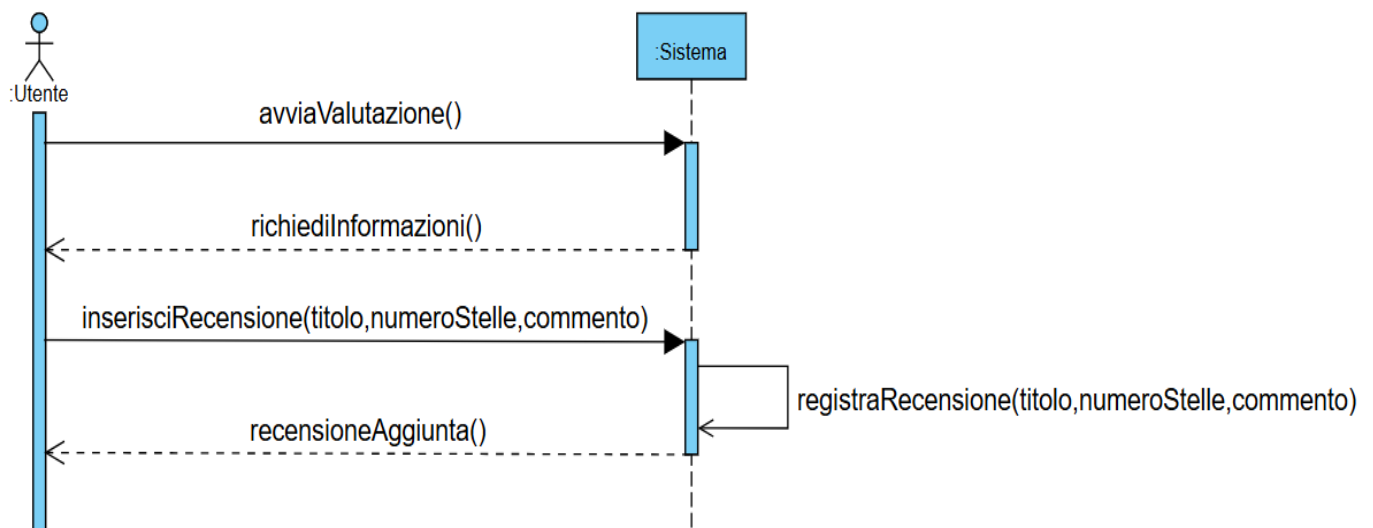 :Utente
:Sistema
avviaValutazione()
richiediInformazioni()
inserisciRecensione(titolo,numeroStelle,commento)
registraRecensione(titolo,numeroStelle,commento)
recensioneAggiunta()